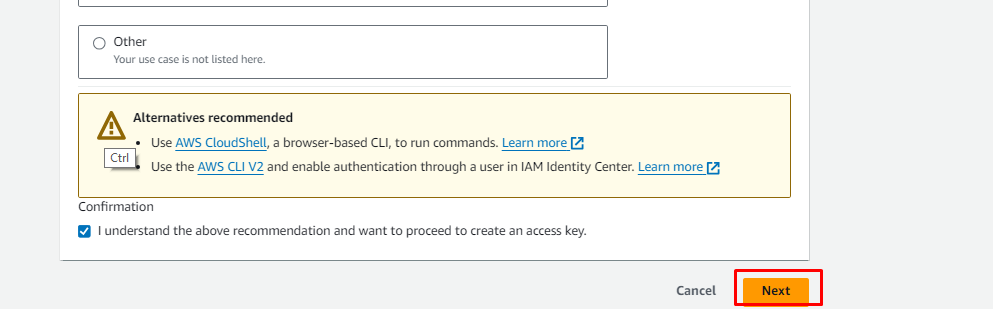 Other
Your use case is not listed here.
Alternatives recommended
Use AWS CloudShell, a browser-based CLI, to run commands. Learn more
Ctrl
Use the AWS CLI V2 and enable authentication through a user in IAM Identity Center. Learn more
Confirmation
I understand the above recommendation and want to proceed to create an access key.
Cancel Next